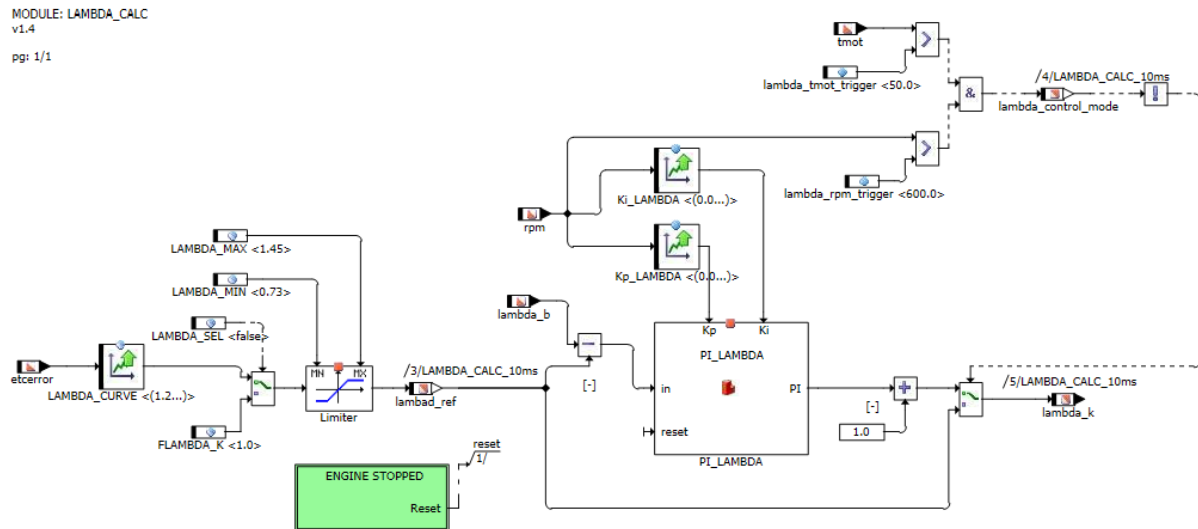 MODULE: LAMBDA_CALC
v1.4
pg: 1/1
tmot
lambda_tmot_trigger <50.0>
&
/4/LAMBDA_CALC_10ms
lambda_control_mode
!
lambda_rpm_trigger <600.0>
Ki_LAMBDA <(0.0...)>
rpm
Kp_LAMBDA <(0.0...)>
LAMBDA_MAX <1.45>
LAMBDA_MIN <0.73>
LAMBDA_SEL <false>
lambda_b
Kp Ki
PI_LAMBDA
etcerror
LAMBDA_CURVE <(1.2...)>
MN MX
Limiter
/3/LAMBDA_CALC_10ms
lambad_ref
[-]
in
PI
[-]
/5/LAMBDA_CALC_10ms
lambda_k
FLAMBDA_K <1.0>
reset
1.0
PI_LAMBDA
ENGINE STOPPED
Reset
reset
1/